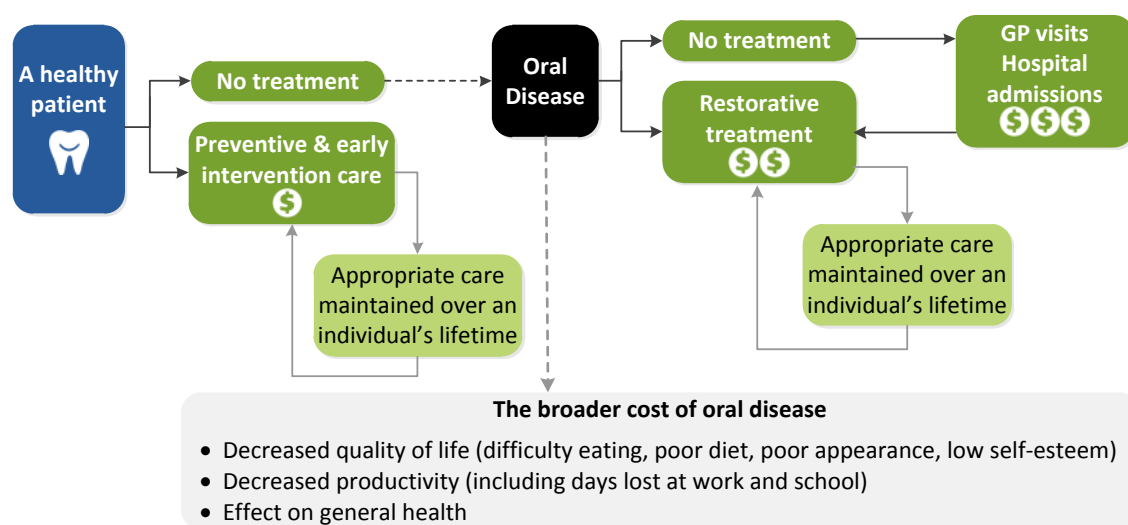 A healthy
patient
No treatment
Preventive & early
intervention care
$
Appropriate care
maintained over an
individual's lifetime
Oral
Disease
No treatment
Restorative
treatment
$ $
GP visits
Hospital
admissions
$ $ $
Appropriate care
maintained over an
individual's lifetime
The broader cost of oral disease
• Decreased quality of life (difficulty eating, poor diet, poor appearance, low self-esteem)
• Decreased productivity (including days lost at work and school)
• Effect on general health